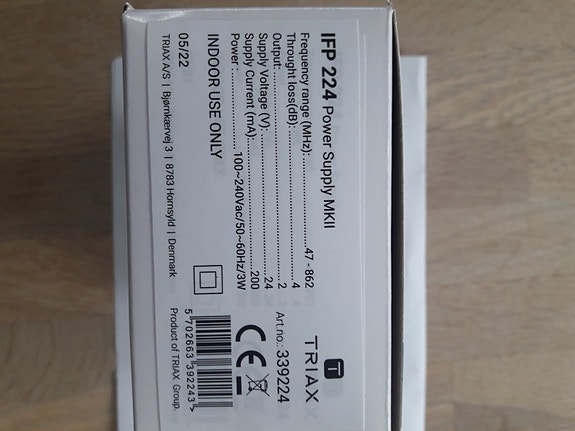 IFP 224 Power Supply MKII
Frequency range (MHz):.....................47 - 862
Throught loss(dB):.................................4
Output:....................................................2
Supply Voltage (V):................................24
Supply Current (mA):............................200
Power :.....................100~240Vac/50~60Hz/3W
INDOOR USE ONLY
05/22
TRIAX A/S | Bjørnkærvej 3 | 8783 Hornsyld | Denmark
T
TRIAX
Art.no.: 339224
CE
5 702663 392243 >
Product of TRIAX Group.